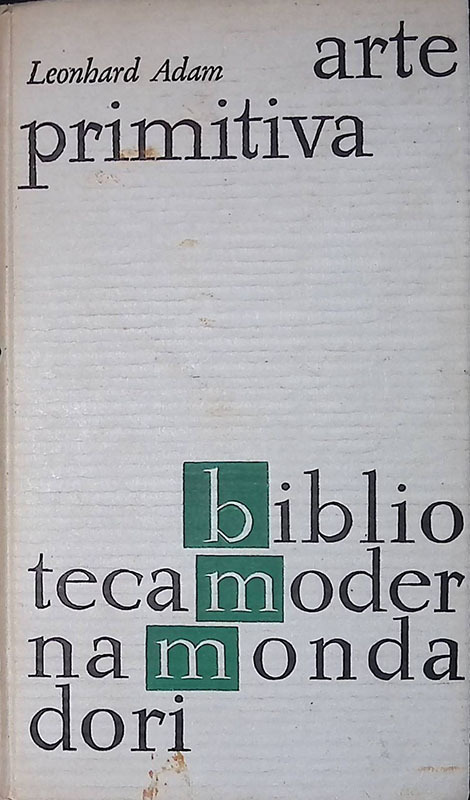 Leonhard Adam arte
primitiva
biblio
tecamoder
namonda
dori